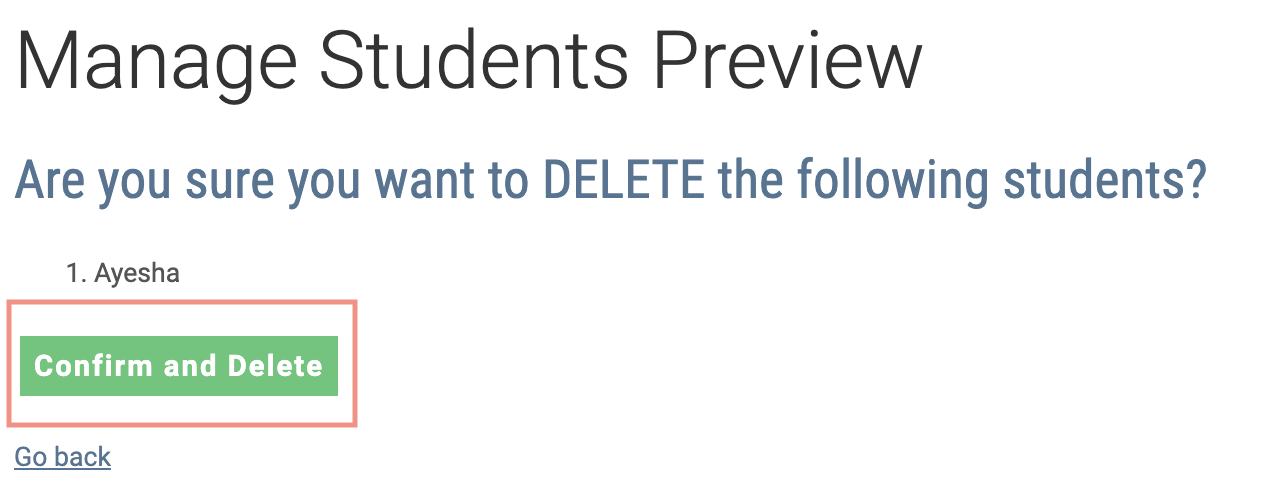 Manage Students Preview
Are you sure you want to DELETE the following students?
1. Ayesha
Confirm and Delete
Go back